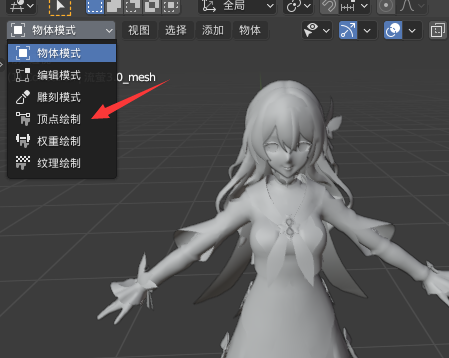 全局
物体模式 视图 选择 添加 物体
物体模式
编辑模式
雕刻模式
顶点绘制
权重绘制
纹理绘制
0_mesh